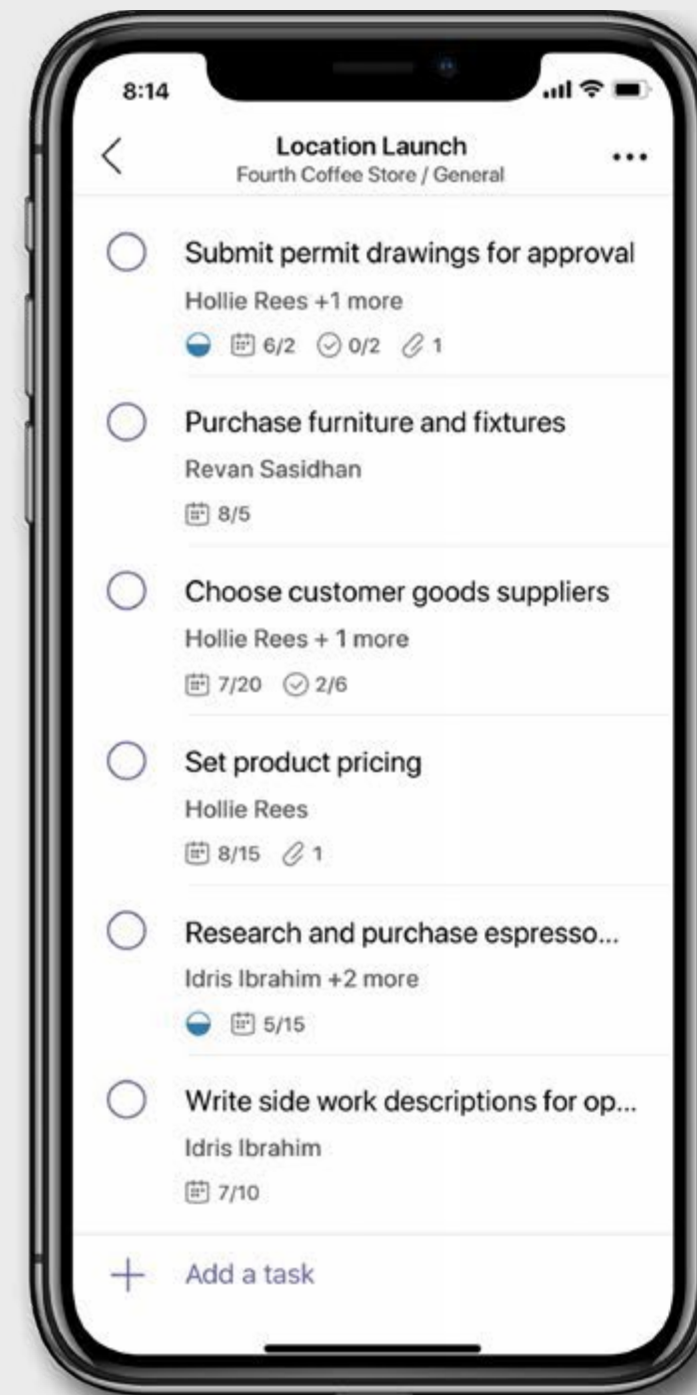 8:14
Location Launch
Fourth Coffee Store / General
Submit permit drawings for approval
Hollie Rees +1 more
6/2 0/2 1
Purchase furniture and fixtures
Revan Sasidhan
8/5
Choose customer goods suppliers
Hollie Rees + 1 more
7/20 2/6
Set product pricing
Hollie Rees
8/15 1
Research and purchase espresso...
Idris Ibrahim +2 more
5/15
Write side work descriptions for op...
Idris Ibrahim
7/10
Add a task